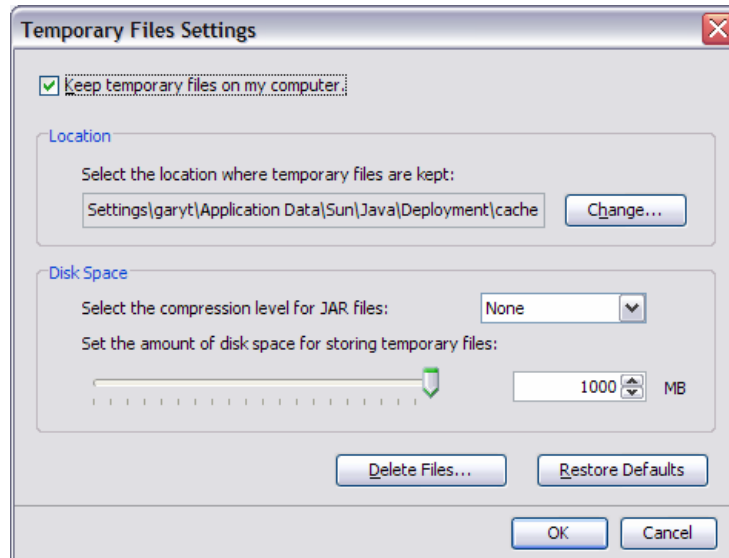 Temporary Files Settings
Keep temporary files on my computer.
Location
Select the location where temporary files are kept:
Settings\garyt\Application Data\Sun\Java\Deployment\cache Change...
Disk Space
Select the compression level for JAR files: None
Set the amount of disk space for storing temporary files:
1000 MB
Delete Files... Restore Defaults
OK Cancel